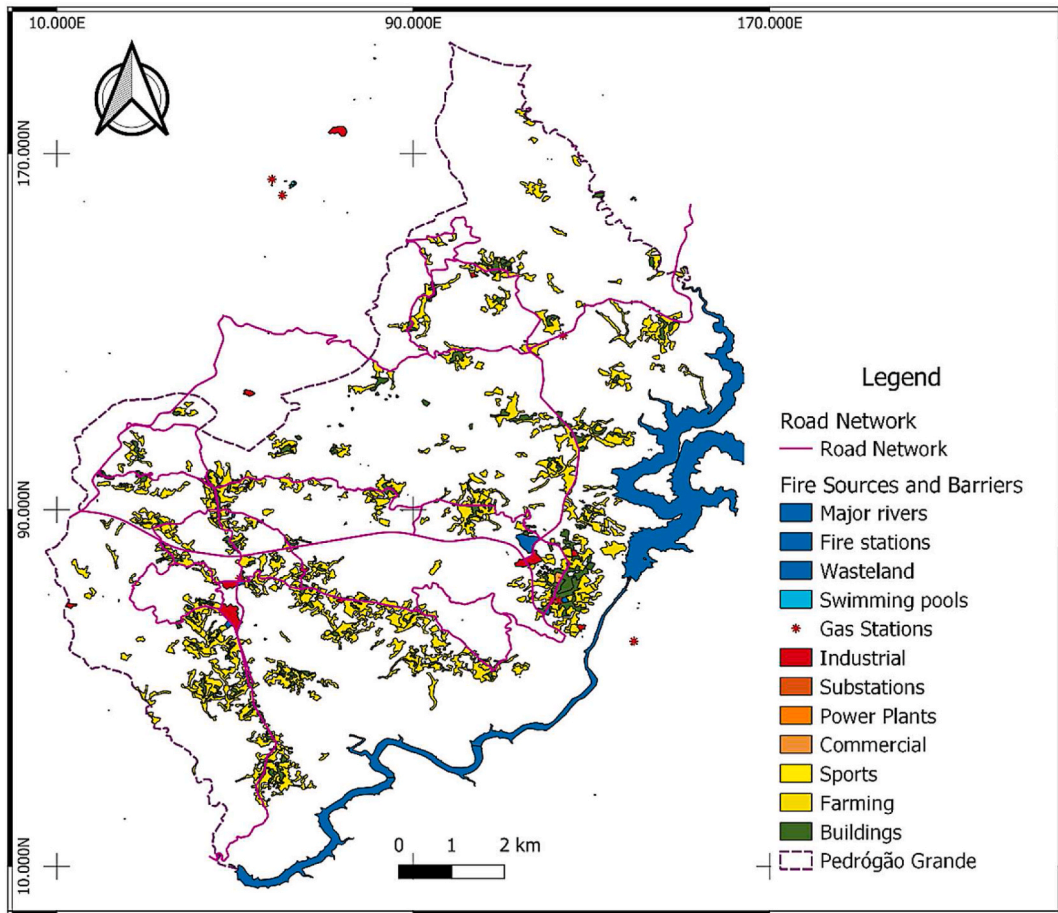 10.000E
90.000E
170.000E
170.000N
90.000N
10.000N
Legend
Road Network
Road Network
Fire Sources and Barriers
Major rivers
Fire stations
Wasteland
Swimming pools
Gas Stations
Industrial
Substations
Power Plants
Commercial
Sports
Farming
Buildings
Pedrógão Grande
0 1 2 km